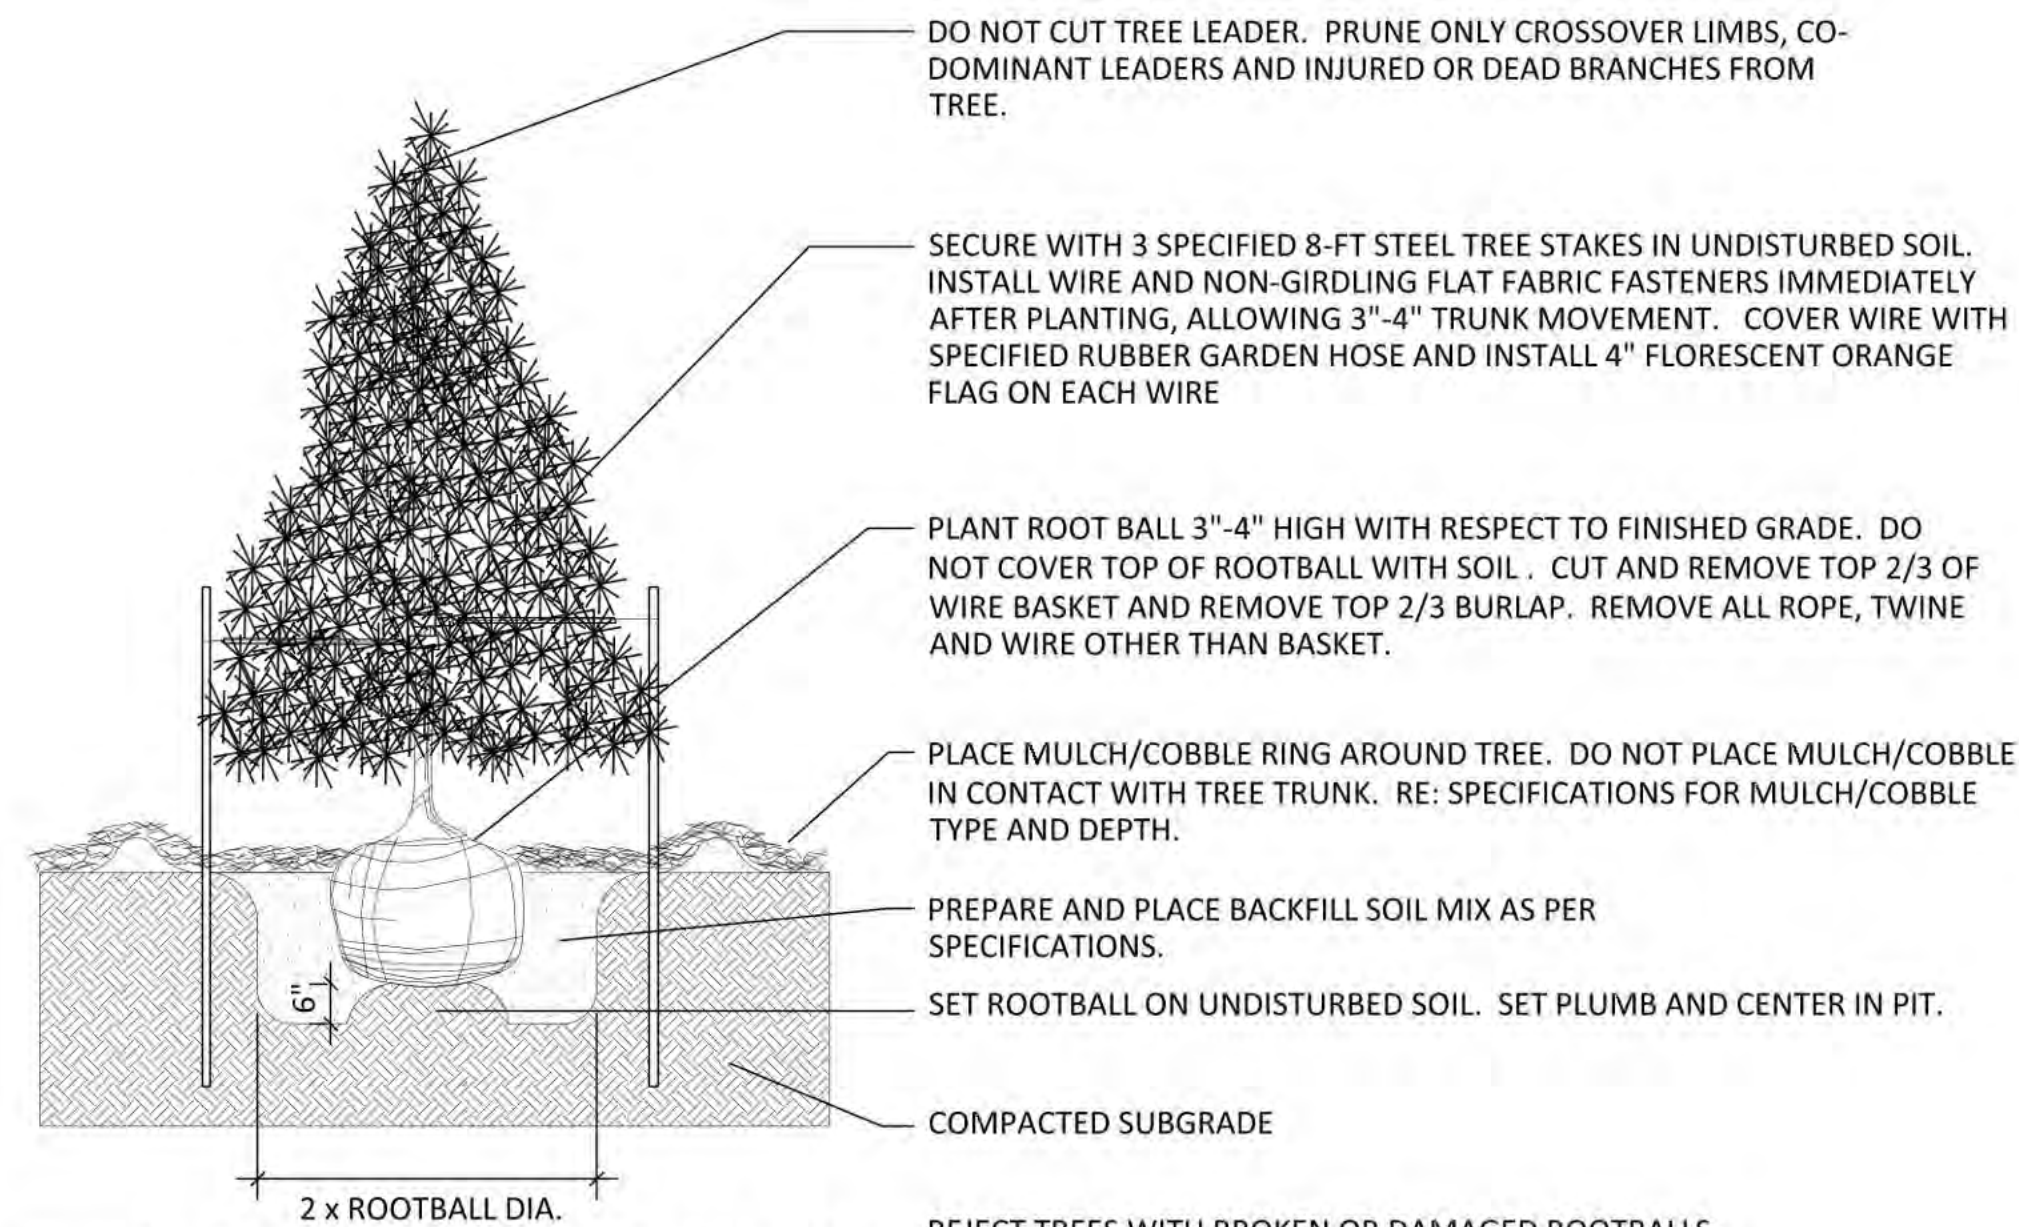 DO NOT CUT TREE LEADER. PRUNE ONLY CROSSOVER LIMBS, CO-
DOMINANT LEADERS AND INJURED OR DEAD BRANCHES FROM
TREE.
SECURE WITH 3 SPECIFIED 8-FT STEEL TREE STAKES IN UNDISTURBED SOIL.
INSTALL WIRE AND NON-GIRDLING FLAT FABRIC FASTENERS IMMEDIATELY
AFTER PLANTING, ALLOWING 3"-4" TRUNK MOVEMENT. COVER WIRE WITH
SPECIFIED RUBBER GARDEN HOSE AND INSTALL 4" FLORESCENT ORANGE
FLAG ON EACH WIRE
PLANT ROOT BALL 3"-4" HIGH WITH RESPECT TO FINISHED GRADE. DO
NOT COVER TOP OF ROOTBALL WITH SOIL . CUT AND REMOVE TOP 2/3 OF
WIRE BASKET AND REMOVE TOP 2/3 BURLAP. REMOVE ALL ROPE, TWINE
AND WIRE OTHER THAN BASKET.
PLACE MULCH/COBBLE RING AROUND TREE. DO NOT PLACE MULCH/COBBLE
IN CONTACT WITH TREE TRUNK. RE: SPECIFICATIONS FOR MULCH/COBBLE
TYPE AND DEPTH.
PREPARE AND PLACE BACKFILL SOIL MIX AS PER
SPECIFICATIONS.
6"
SET ROOTBALL ON UNDISTURBED SOIL. SET PLUMB AND CENTER IN PIT.
COMPACTED SUBGRADE
2 x ROOTBALL DIA.
REJECT TREES WITH BROKEN OR DAMAGED ROOTBALLS